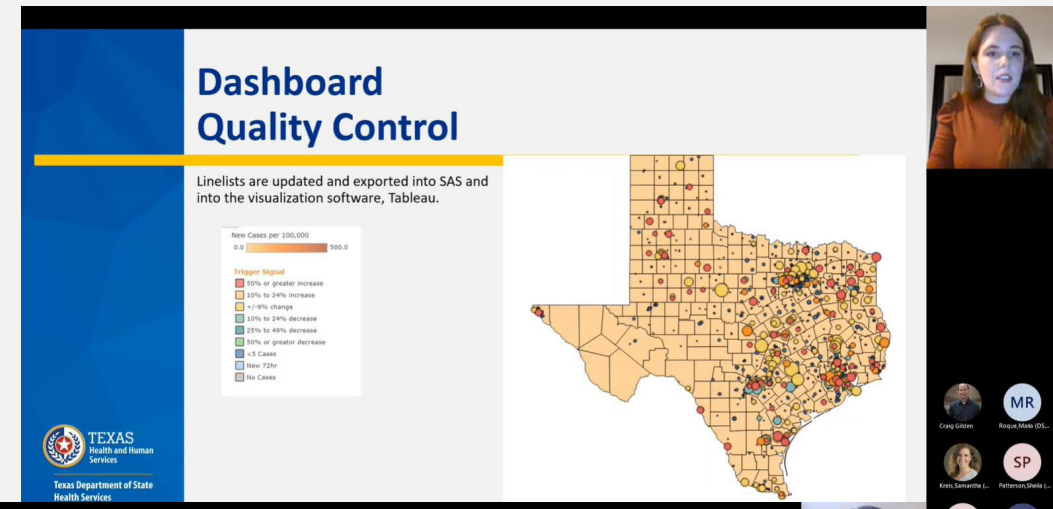 Dashboard
Quality Control
Linelists are updated and exported into SAS and
into the visualization software, Tableau.
New Cases per 100,000
0.0 500.0
Trigger Signal
50% or greater increase
10% to 24% increase
+/-9% change
10% to 24% decrease
25% to 49% decrease
50% or greator decrease
<5 Cases
New 72hr
No Cases
TEXAS
Health and Human
Services
Texas Department of State
Health Services
MR
Craig Gilden
Roque,Maria (DS...
SP
Kreis,Samantha (...
Patterson,Sheila (...